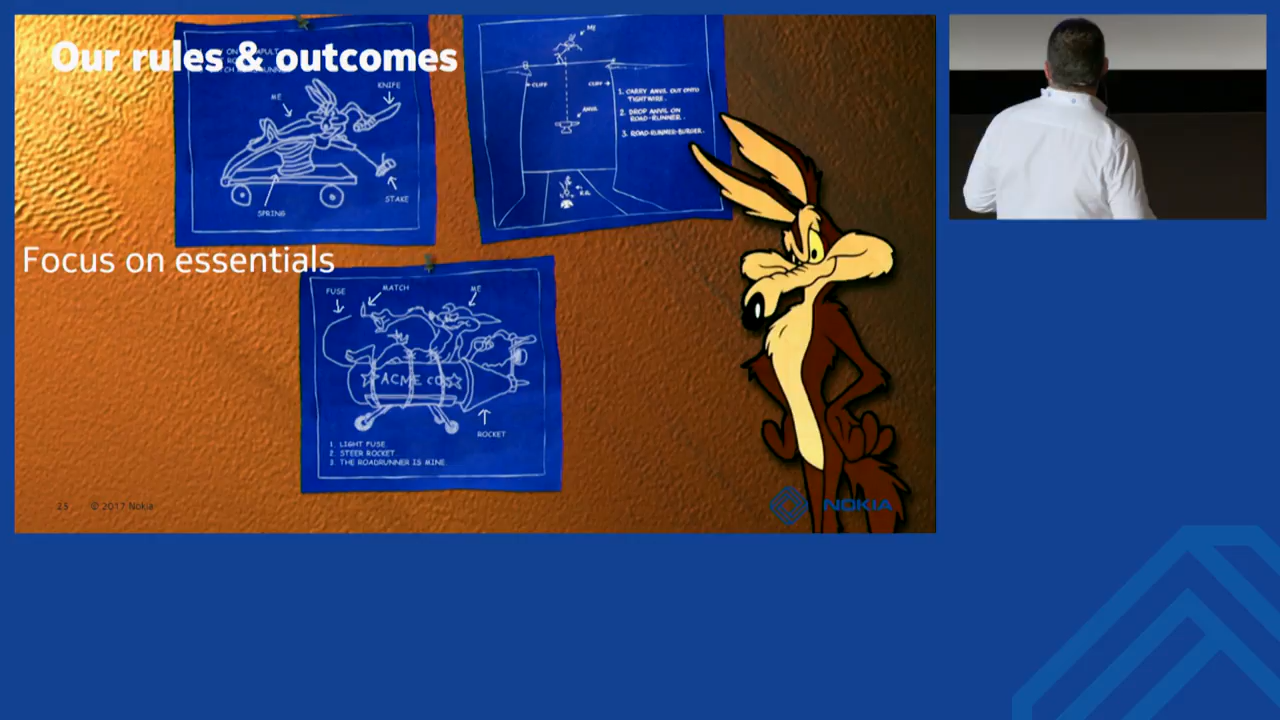 Our rules & outcomes
ME
KNIFE
STAKE
SPRING
ME
CLIFF
CLIFF
ANVIL
1. CARRY ANVIL OUT ONTO
TIGHTWIRE.
2. DROP ANVIL ON
ROAD-RUNNER.
3. ROAD-RUNNER-BURGER.
Focus on essentials
FUSE
MATCH
ME
ACME CO
ROCKET
1. LIGHT FUSE.
2. STEER ROCKET.
3. THE ROADRUNNER IS MINE.
25 © 2017 Nokia
NOKIA